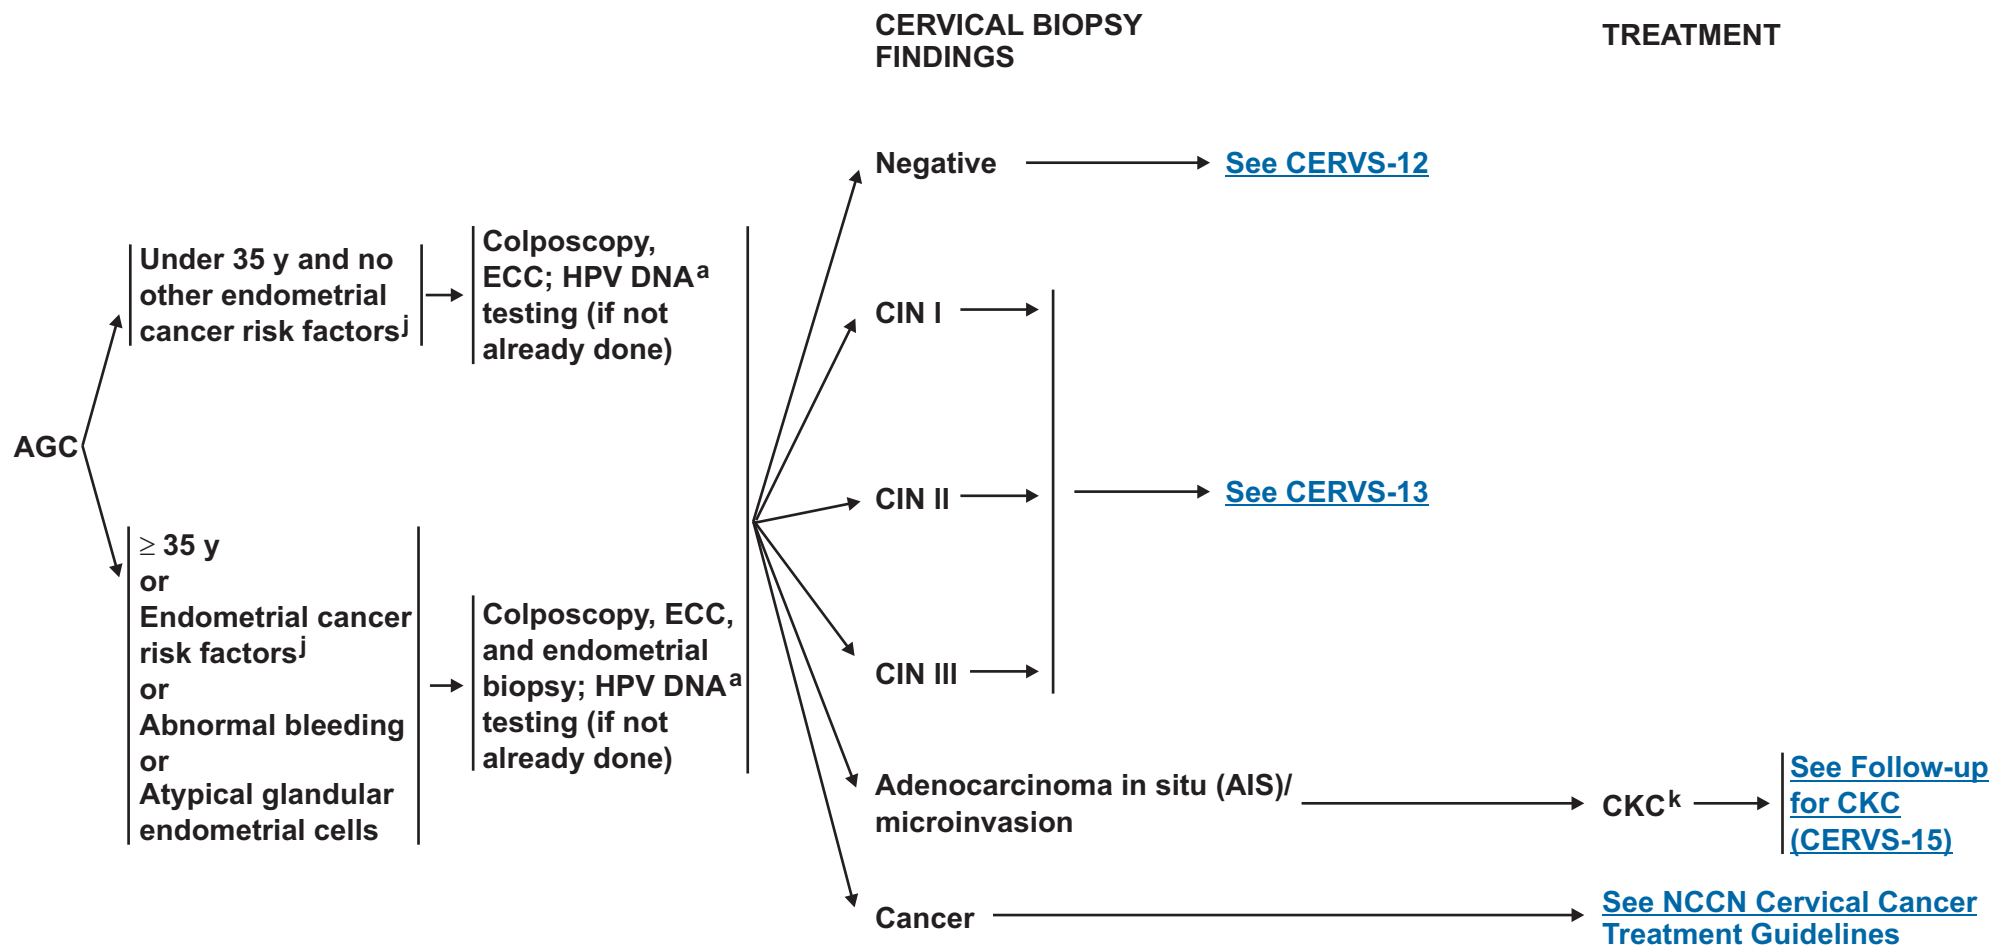 CERVICAL BIOPSY
FINDINGS
TREATMENT
Negative
See CERVS-12
Under 35 y and no
other endometrial
cancer risk factorsj
Colposcopy,
ECC; HPV DNAa
testing (if not
already done)
CIN I
AGC
CIN II
See CERVS-13
≥ 35 y
or
Endometrial cancer
risk factorsj
or
Abnormal bleeding
or
Atypical glandular
endometrial cells
Colposcopy, ECC,
and endometrial
biopsy; HPV DNAa
testing (if not
already done)
CIN III
Adenocarcinoma in situ (AIS)/
microinvasion
CKCk
See Follow-up
for CKC
(CERVS-15)
Cancer
See NCCN Cervical Cancer
Treatment Guidelines